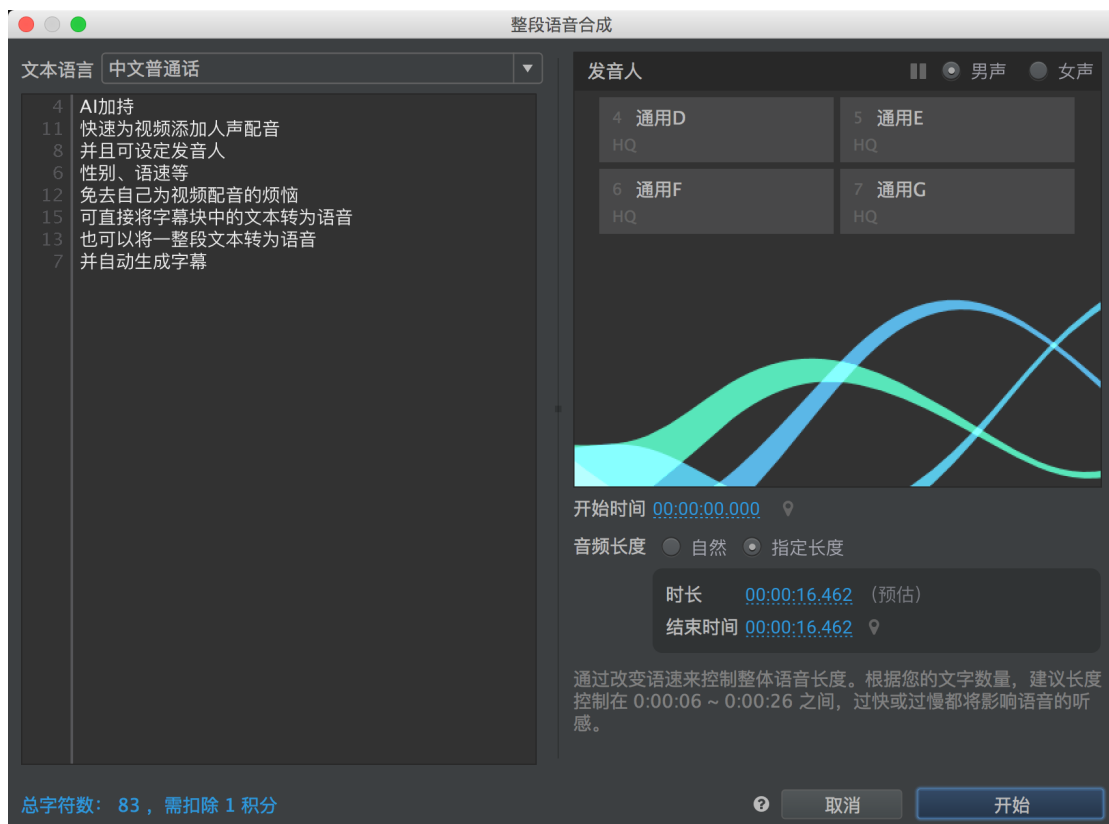 整段语音合成
文本语言 中文普通话
4 AI加持
11 快速为视频添加人声配音
8 并且可设定发音人
6 性别、语速等
12 免去自己为视频配音的烦恼
15 可直接将字幕块中的文本转为语音
13 也可以将一整段文本转为语音
7 并自动生成字幕
总字符数: 83 ，需扣除 1 积分
发音人 男声 女声
4 通用D 5 通用E
HQ HQ
6 通用F 7 通用G
HQ HQ
开始时间 00:00:00.000
音频长度 自然 指定长度
时长 00:00:16.462 （预估）
结束时间 00:00:16.462
通过改变语速来控制整体语音长度。根据您的文字数量，建议长度
控制在 0:00:06 ~ 0:00:26 之间，过快或过慢都将影响语音的听
感。
? 取消 开始